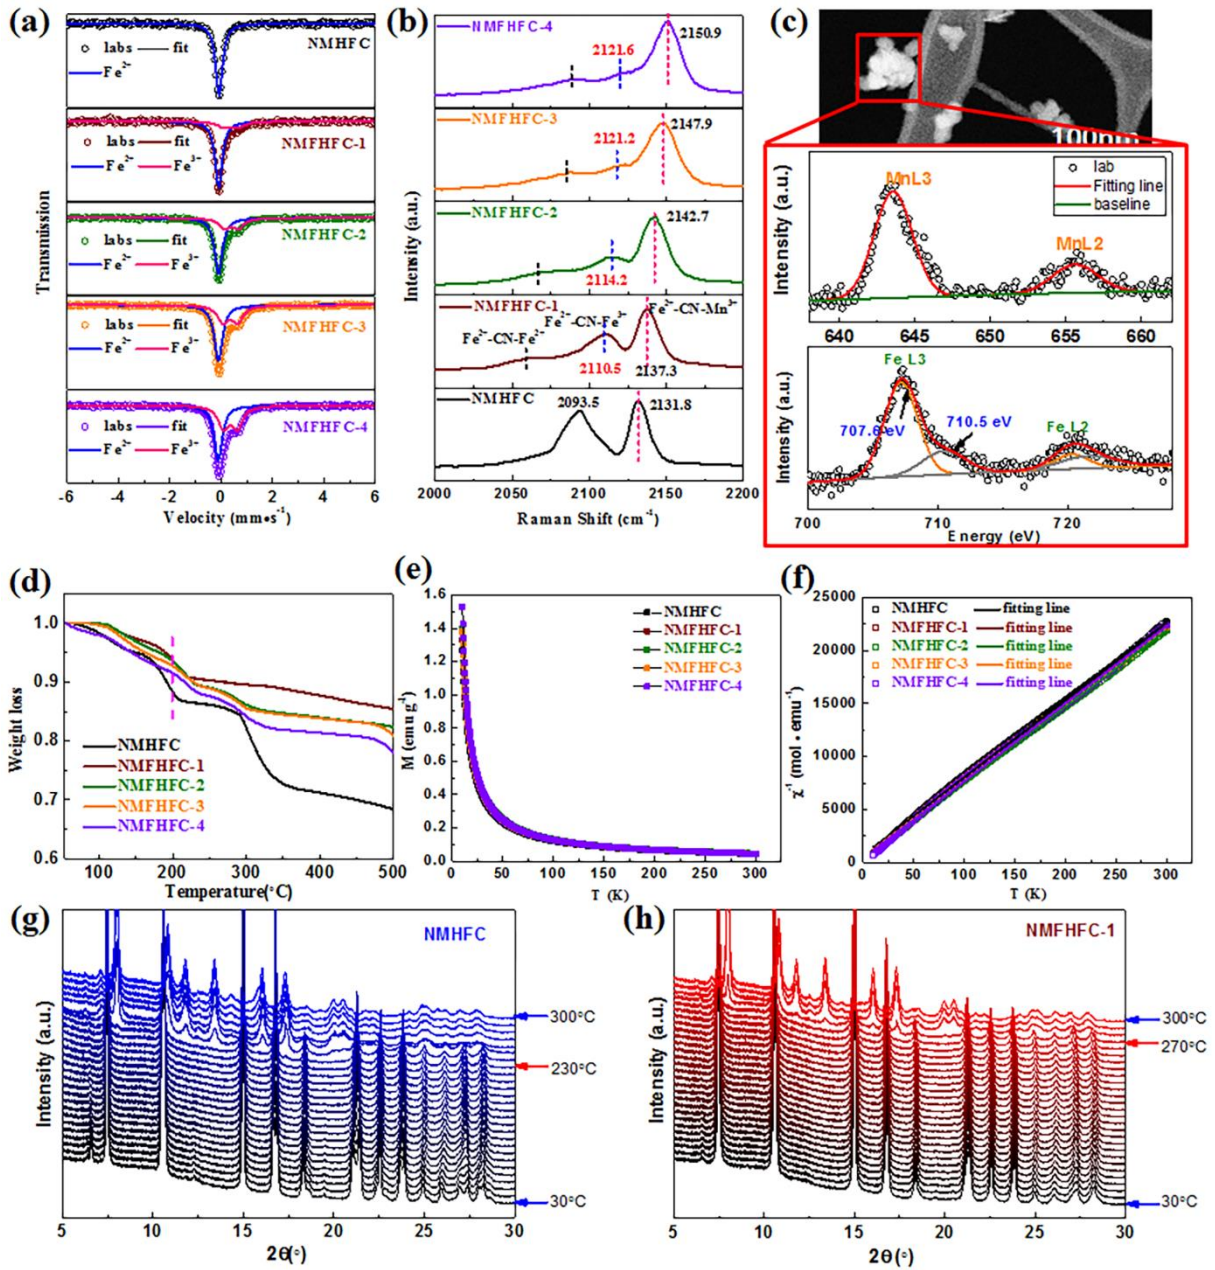 (a)
NMHFC
labs fit
Fe²⁻
NMFHFC-1
labs fit
Fe²⁻ Fe³⁻
NMFHFC-2
labs fit
Fe²⁻ Fe³⁻
NMFHFC-3
labs fit
Fe²⁻ Fe³⁻
NMFHFC-4
labs fit
Fe²⁻ Fe³⁻
Transmission
-6 -4 -2 0 2 4 6
Velocity (mm•s⁻¹)
(b)
NMFHFC-4
2121.6
2150.9
NMFHFC-3
2121.2
2147.9
NMFHFC-2
2114.2
2142.7
NMFHFC-1
Fe²⁻-CN-Fe²⁻
Fe²⁻-CN-Fe³⁻
Fe²⁻-CN-Mn³⁻
2110.5
2137.3
NMHFC
2093.5
2131.8
Intensity (a.u.)
2000 2050 2100 2150 2200
Raman Shift (cm⁻¹)
(c)
100nm
MnL3
MnL2
lab
Fitting line
baseline
Intensity (a.u.)
640 645 650 655 660
Fe L3
Fe L2
707.6 eV
710.5 eV
Intensity (a.u.)
700 710 720
Energy (eV)
(d)
1.0
0.9
0.8
0.7
0.6
Weight loss
NMHFC
NMFHFC-1
NMFHFC-2
NMFHFC-3
NMFHFC-4
100 200 300 400 500
Temperature(°C)
(e)
1.6
1.4
1.2
1.0
0.8
0.6
0.4
0.2
0.0
M (emu g⁻¹)
NMHFC
NMFHFC-1
NMFHFC-2
NMFHFC-3
NMFHFC-4
0 25 50 75 100 125 150 175 200 225 250 275 300 325
T (K)
(f)
25000
20000
15000
10000
5000
0
χ⁻¹ (mol • emu⁻¹)
NMHFC fitting line
NMFHFC-1 fitting line
NMFHFC-2 fitting line
NMFHFC-3 fitting line
NMFHFC-4 fitting line
0 50 100 150 200 250 300
T (K)
(g)
NMHFC
Intensity (a.u.)
300°C
230°C
30°C
5 10 15 20 25 30
2θ(°)
(h)
NMFHFC-1
Intensity (a.u.)
300°C
270°C
30°C
5 10 15 20 25 30
2θ(°)